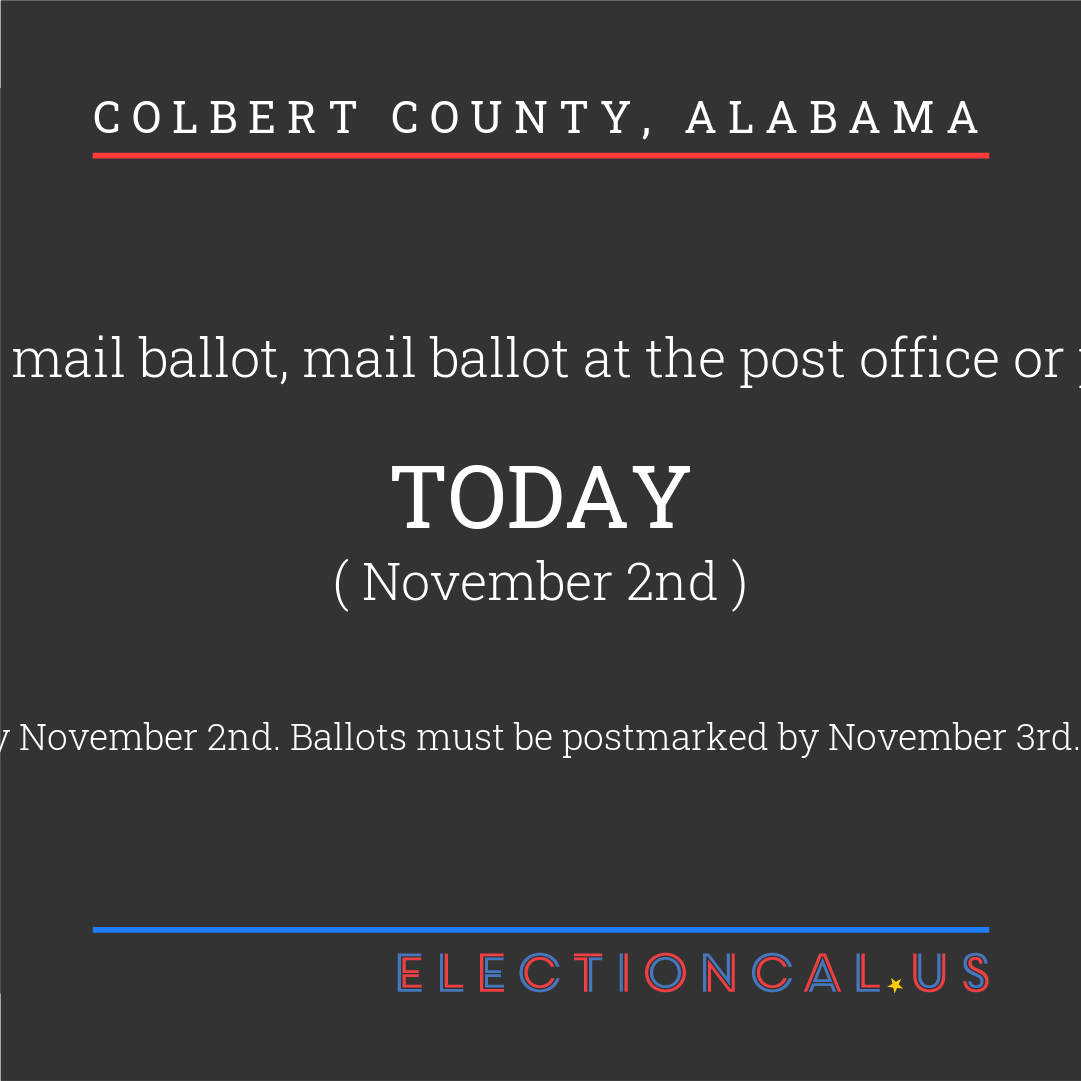 COLBERT COUNTY, ALABAMA
mail ballot, mail ballot at the post office or
TODAY
( November 2nd )
November 2nd. Ballots must be postmarked by November 3rd.
ELECTIONCAL.US